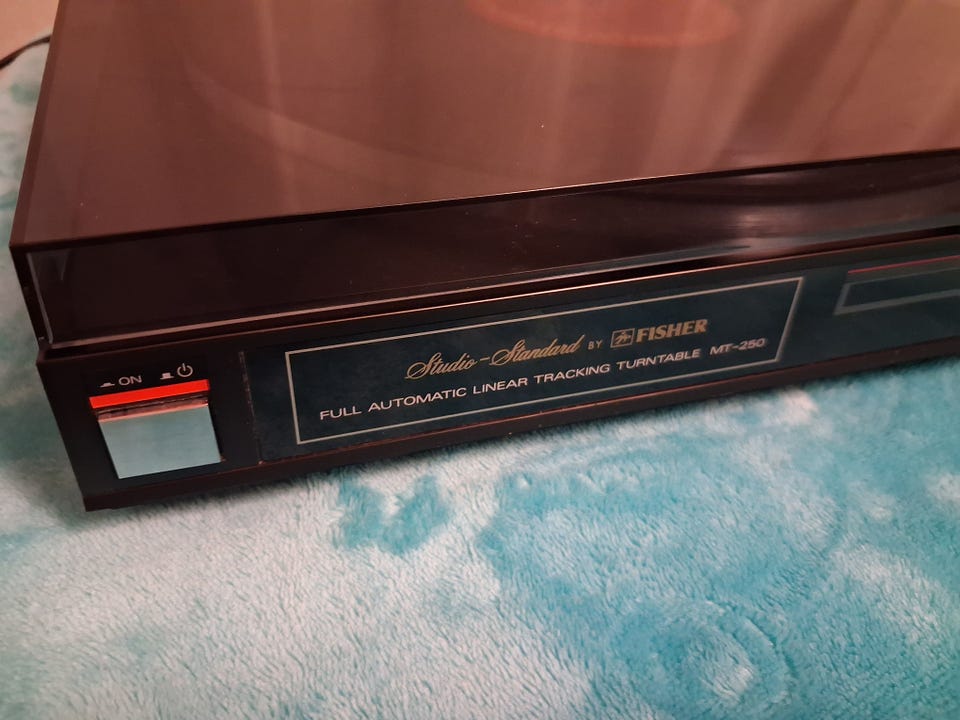 ON
Studio-Standard BY FISHER
FULL AUTOMATIC LINEAR TRACKING TURNTABLE MT-250